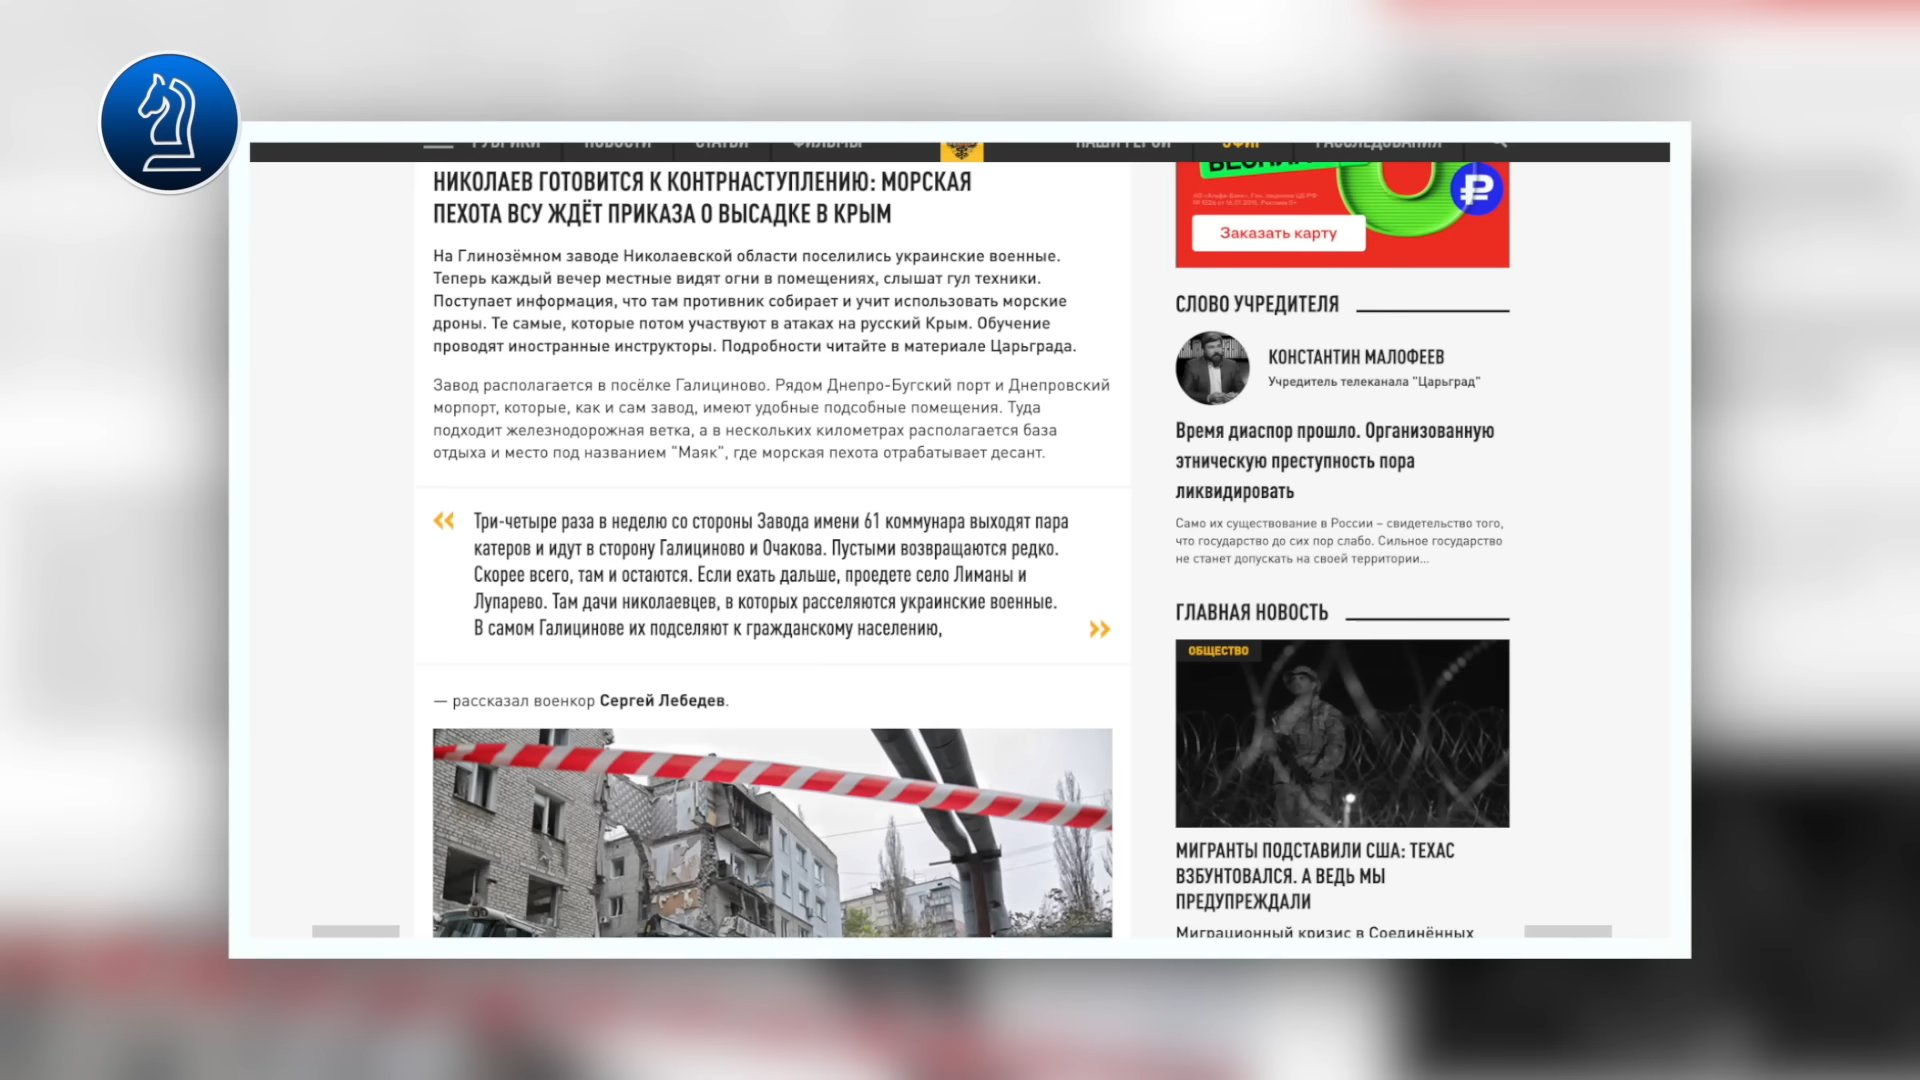 РУБРИКИ НОВОСТИ СТАТЬИ ФИЛЬМЫ НАШИ ГЕРОИ ЭФИР РАССЛЕДОВАНИЯ
НИКОЛАЕВ ГОТОВИТСЯ К КОНТРНАСТУПЛЕНИЮ: МОРСКАЯ
ПЕХОТА ВСУ ЖДЁТ ПРИКАЗА О ВЫСАДКЕ В КРЫМ
На Глинозёмном заводе Николаевской области поселились украинские военные.
Теперь каждый вечер местные видят огни в помещениях, слышат гул техники.
Поступает информация, что там противник собирает и учит использовать морские
дроны. Те самые, которые потом участвуют в атаках на русский Крым. Обучение
проводят иностранные инструкторы. Подробности читайте в материале Царьграда.
Завод располагается в посёлке Галициново. Рядом Днепро-Бугский порт и Днепровский
морпорт, которые, как и сам завод, имеют удобные подсобные помещения. Туда
подходит железнодорожная ветка, а в нескольких километрах располагается база
отдыха и место под названием "Маяк", где морская пехота отрабатывает десант.
« Три-четыре раза в неделю со стороны Завода имени 61 коммунара выходят пара
катеров и идут в сторону Галициново и Очакова. Пустыми возвращаются редко.
Скорее всего, там и остаются. Если ехать дальше, проедете село Лиманы и
Лупарево. Там дачи николаевцев, в которых расселяются украинские военные.
В самом Галицинове их подселяют к гражданскому населению, »
— рассказал военкор Сергей Лебедев.
Заказать карту
СЛОВО УЧРЕДИТЕЛЯ
КОНСТАНТИН МАЛОФЕЕВ
Учредитель телеканала "Царьград"
Время диаспор прошло. Организованную
этническую преступность пора
ликвидировать
Само их существование в России – свидетельство того,
что государство до сих пор слабо. Сильное государство
не станет допускать на своей территории...
ГЛАВНАЯ НОВОСТЬ
ОБЩЕСТВО
МИГРАНТЫ ПОДСТАВИЛИ США: ТЕХАС
ВЗБУНТОВАЛСЯ. А ВЕДЬ МЫ
ПРЕДУПРЕЖДАЛИ
Миграционный кризис в Соединённых